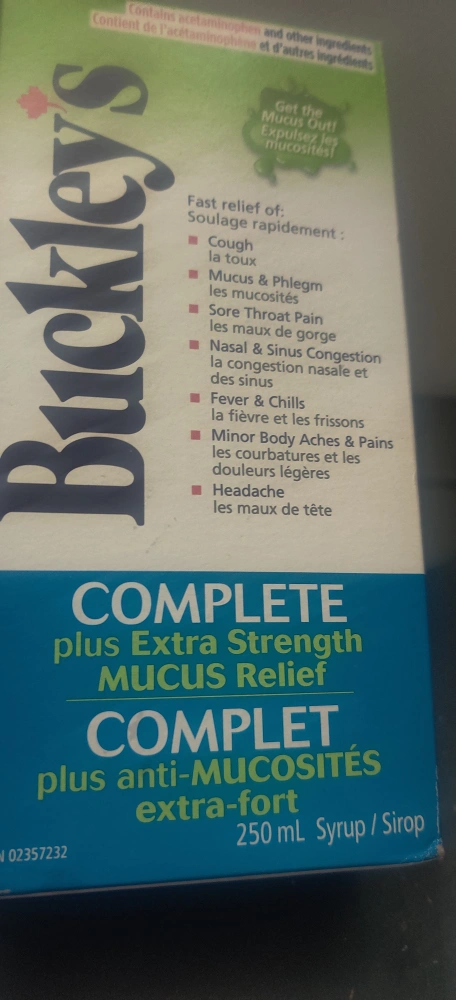 Contains acetaminophen and other ingredients
Contient de l'acétaminophène et d'autres ingrédients
Buckley's
Get the
Mucus Out!
Expulsez les
mucosités!
Fast relief of:
Soulage rapidement :
■ Cough
la toux
■ Mucus & Phlegm
les mucosités
■ Sore Throat Pain
les maux de gorge
■ Nasal & Sinus Congestion
la congestion nasale et
des sinus
■ Fever & Chills
la fièvre et les frissons
■ Minor Body Aches & Pains
les courbatures et les
douleurs légères
■ Headache
les maux de tête
COMPLETE
plus Extra Strength
MUCUS Relief
COMPLET
plus anti-MUCOSITÉS
extra-fort
250 mL Syrup / Sirop
N 02357232